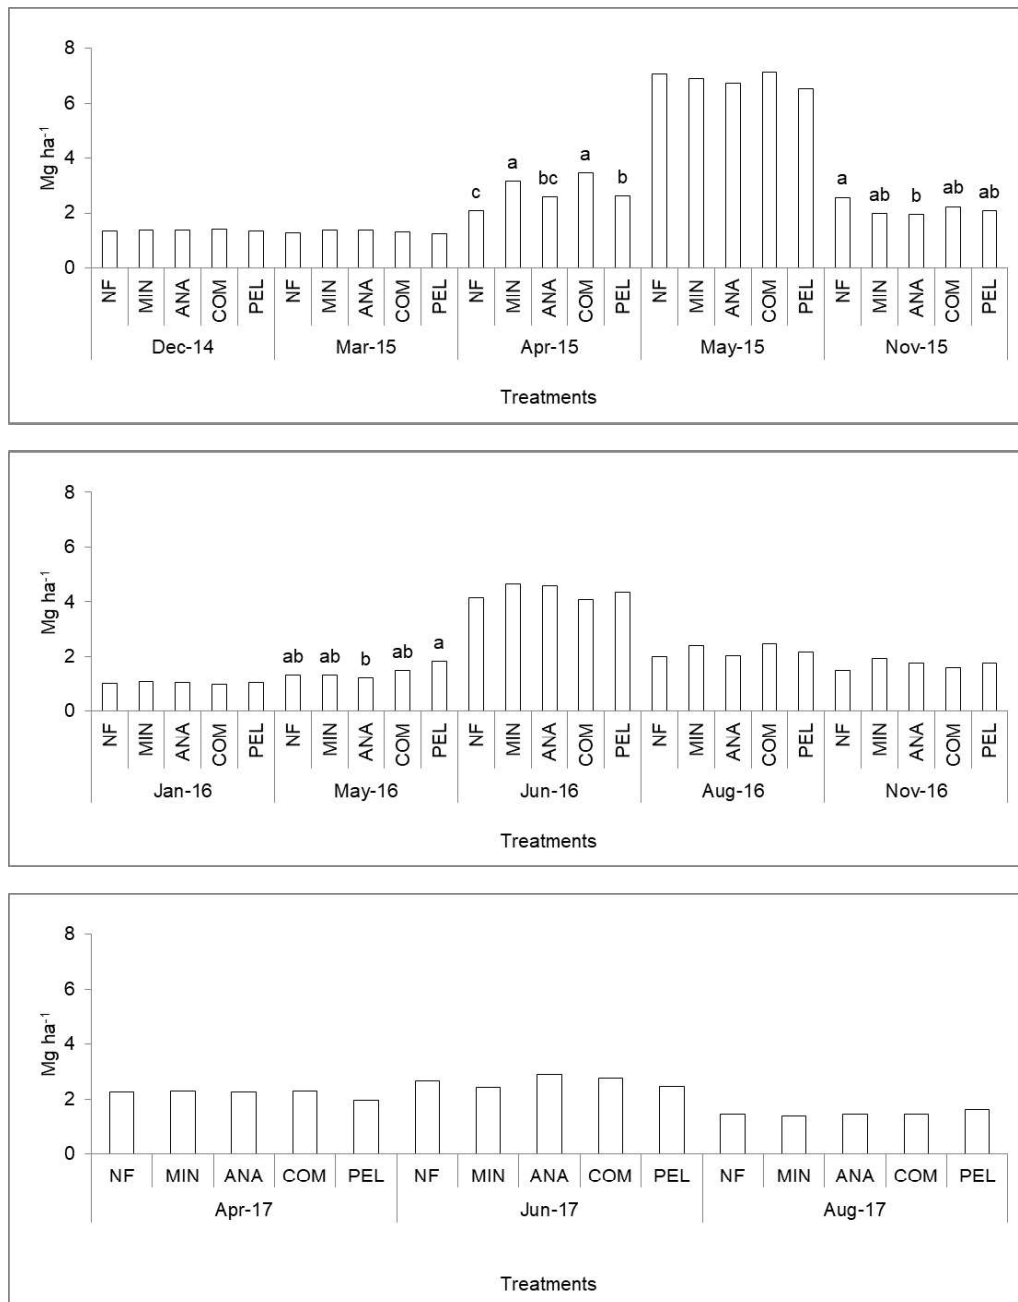 8
6
4
2
0
Mg ha⁻¹
c a bc a b
a ab b ab ab
NF MIN ANA COM PEL NF MIN ANA COM PEL NF MIN ANA COM PEL NF MIN ANA COM PEL NF MIN ANA COM PEL
Dec-14 Mar-15 Apr-15 May-15 Nov-15
Treatments
8
6
4
2
0
Mg ha⁻¹
ab ab b ab a
NF MIN ANA COM PEL NF MIN ANA COM PEL NF MIN ANA COM PEL NF MIN ANA COM PEL NF MIN ANA COM PEL
Jan-16 May-16 Jun-16 Aug-16 Nov-16
Treatments
8
6
4
2
0
Mg ha⁻¹
NF MIN ANA COM PEL NF MIN ANA COM PEL NF MIN ANA COM PEL
Apr-17 Jun-17 Aug-17
Treatments